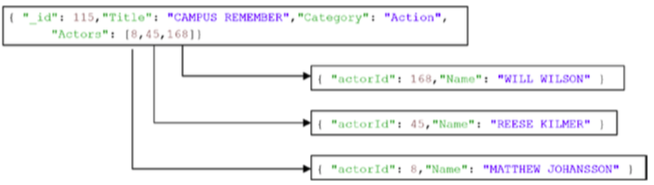 { "_id": 115,"Title": "CAMPUS REMEMBER","Category": "Action",
"Actors": [8,45,168]}
{ "actorId": 168,"Name": "WILL WILSON" }
{ "actorId": 45,"Name": "REESE KILMER" }
{ "actorId": 8,"Name": "MATTHEW JOHANSSON" }